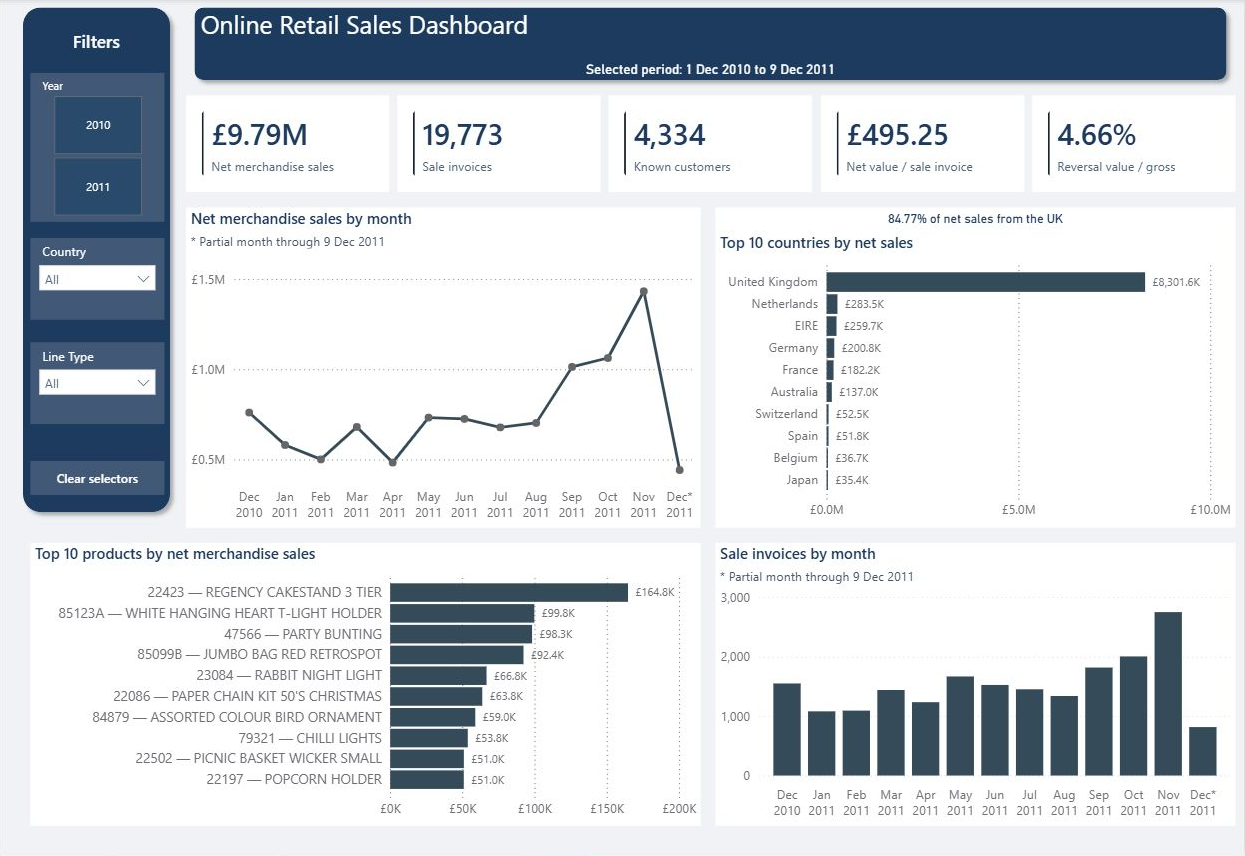 Filters
Year
2010
2011
Country
All
Line Type
All
Clear selectors
Online Retail Sales Dashboard
Selected period: 1 Dec 2010 to 9 Dec 2011
£9.79M
Net merchandise sales
19,773
Sale invoices
4,334
Known customers
£495.25
Net value / sale invoice
4.66%
Reversal value / gross
Net merchandise sales by month
* Partial month through 9 Dec 2011
£1.5M
£1.0M
£0.5M
Dec Jan Feb Mar Apr May Jun Jul Aug Sep Oct Nov Dec*
2010 2011 2011 2011 2011 2011 2011 2011 2011 2011 2011 2011 2011
84.77% of net sales from the UK
Top 10 countries by net sales
United Kingdom £8,301.6K
Netherlands £283.5K
EIRE £259.7K
Germany £200.8K
France £182.2K
Australia £137.0K
Switzerland £52.5K
Spain £51.8K
Belgium £36.7K
Japan £35.4K
£0.0M £5.0M £10.0M
Top 10 products by net merchandise sales
22423 — REGENCY CAKESTAND 3 TIER £164.8K
85123A — WHITE HANGING HEART T-LIGHT HOLDER £99.8K
47566 — PARTY BUNTING £98.3K
85099B — JUMBO BAG RED RETROSPOT £92.4K
23084 — RABBIT NIGHT LIGHT £66.8K
22086 — PAPER CHAIN KIT 50'S CHRISTMAS £63.8K
84879 — ASSORTED COLOUR BIRD ORNAMENT £59.0K
79321 — CHILLI LIGHTS £53.8K
22502 — PICNIC BASKET WICKER SMALL £51.0K
22197 — POPCORN HOLDER £51.0K
£0K £50K £100K £150K £200K
Sale invoices by month
* Partial month through 9 Dec 2011
3,000
2,000
1,000
0
Dec Jan Feb Mar Apr May Jun Jul Aug Sep Oct Nov Dec*
2010 2011 2011 2011 2011 2011 2011 2011 2011 2011 2011 2011 2011